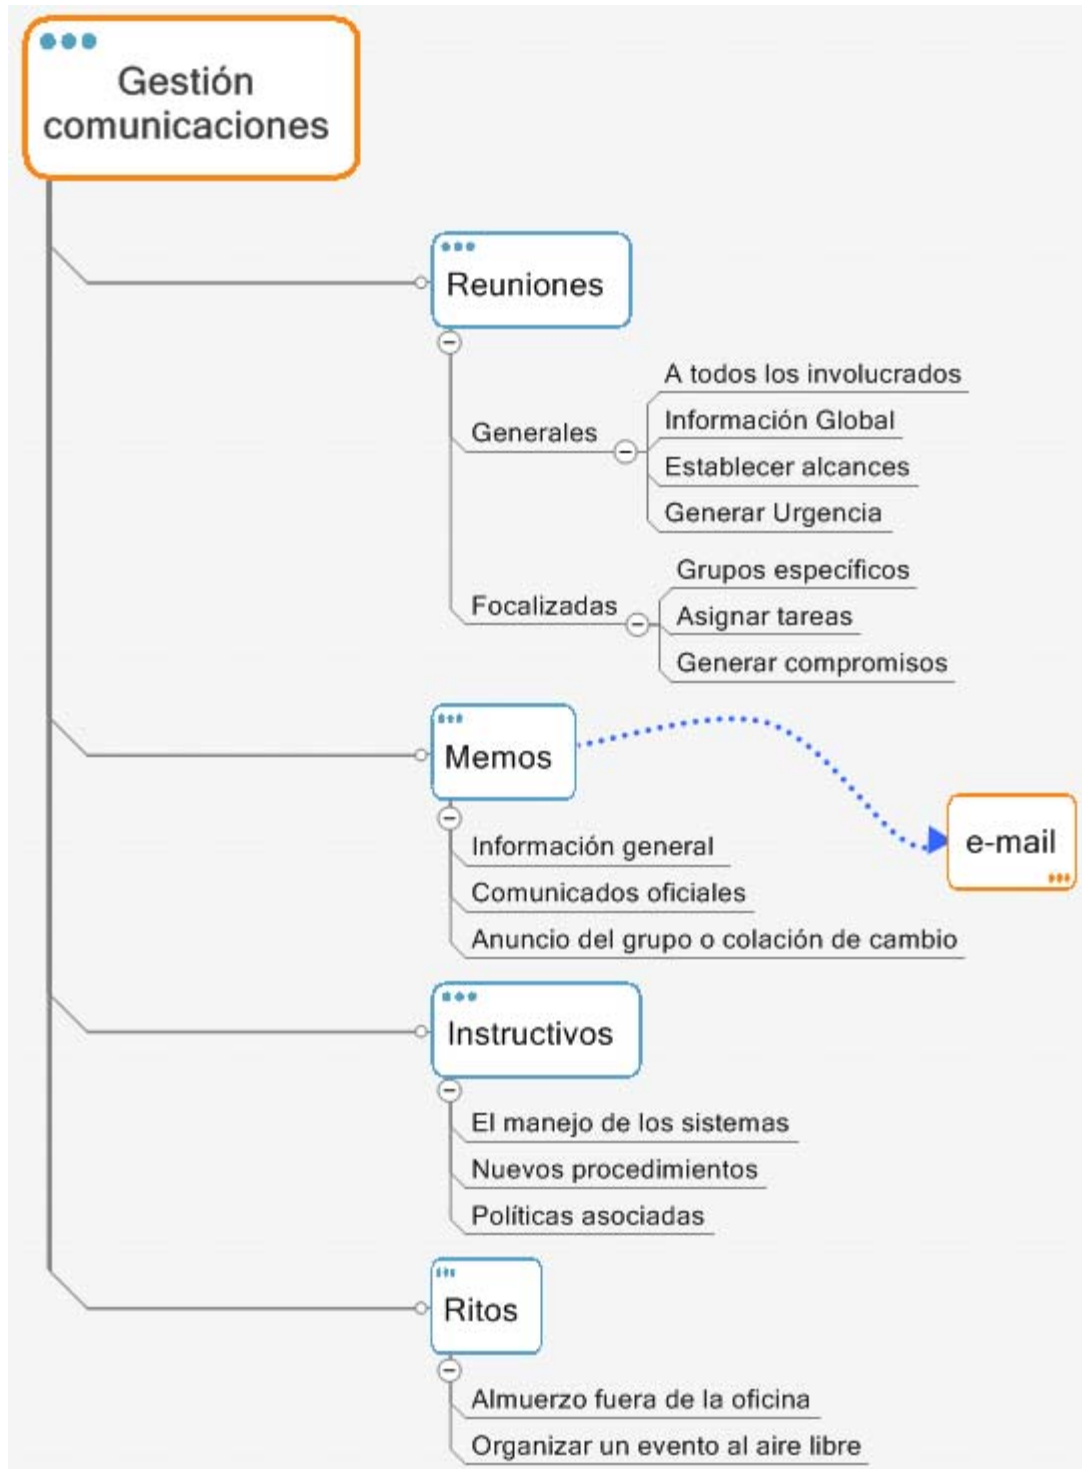 Gestión
comunicaciones
Reuniones
Generales
A todos los involucrados
Información Global
Establecer alcances
Generar Urgencia
Focalizadas
Grupos específicos
Asignar tareas
Generar compromisos
Memos
e-mail
Información general
Comunicados oficiales
Anuncio del grupo o colación de cambio
Instructivos
El manejo de los sistemas
Nuevos procedimientos
Políticas asociadas
Ritos
Almuerzo fuera de la oficina
Organizar un evento al aire libre